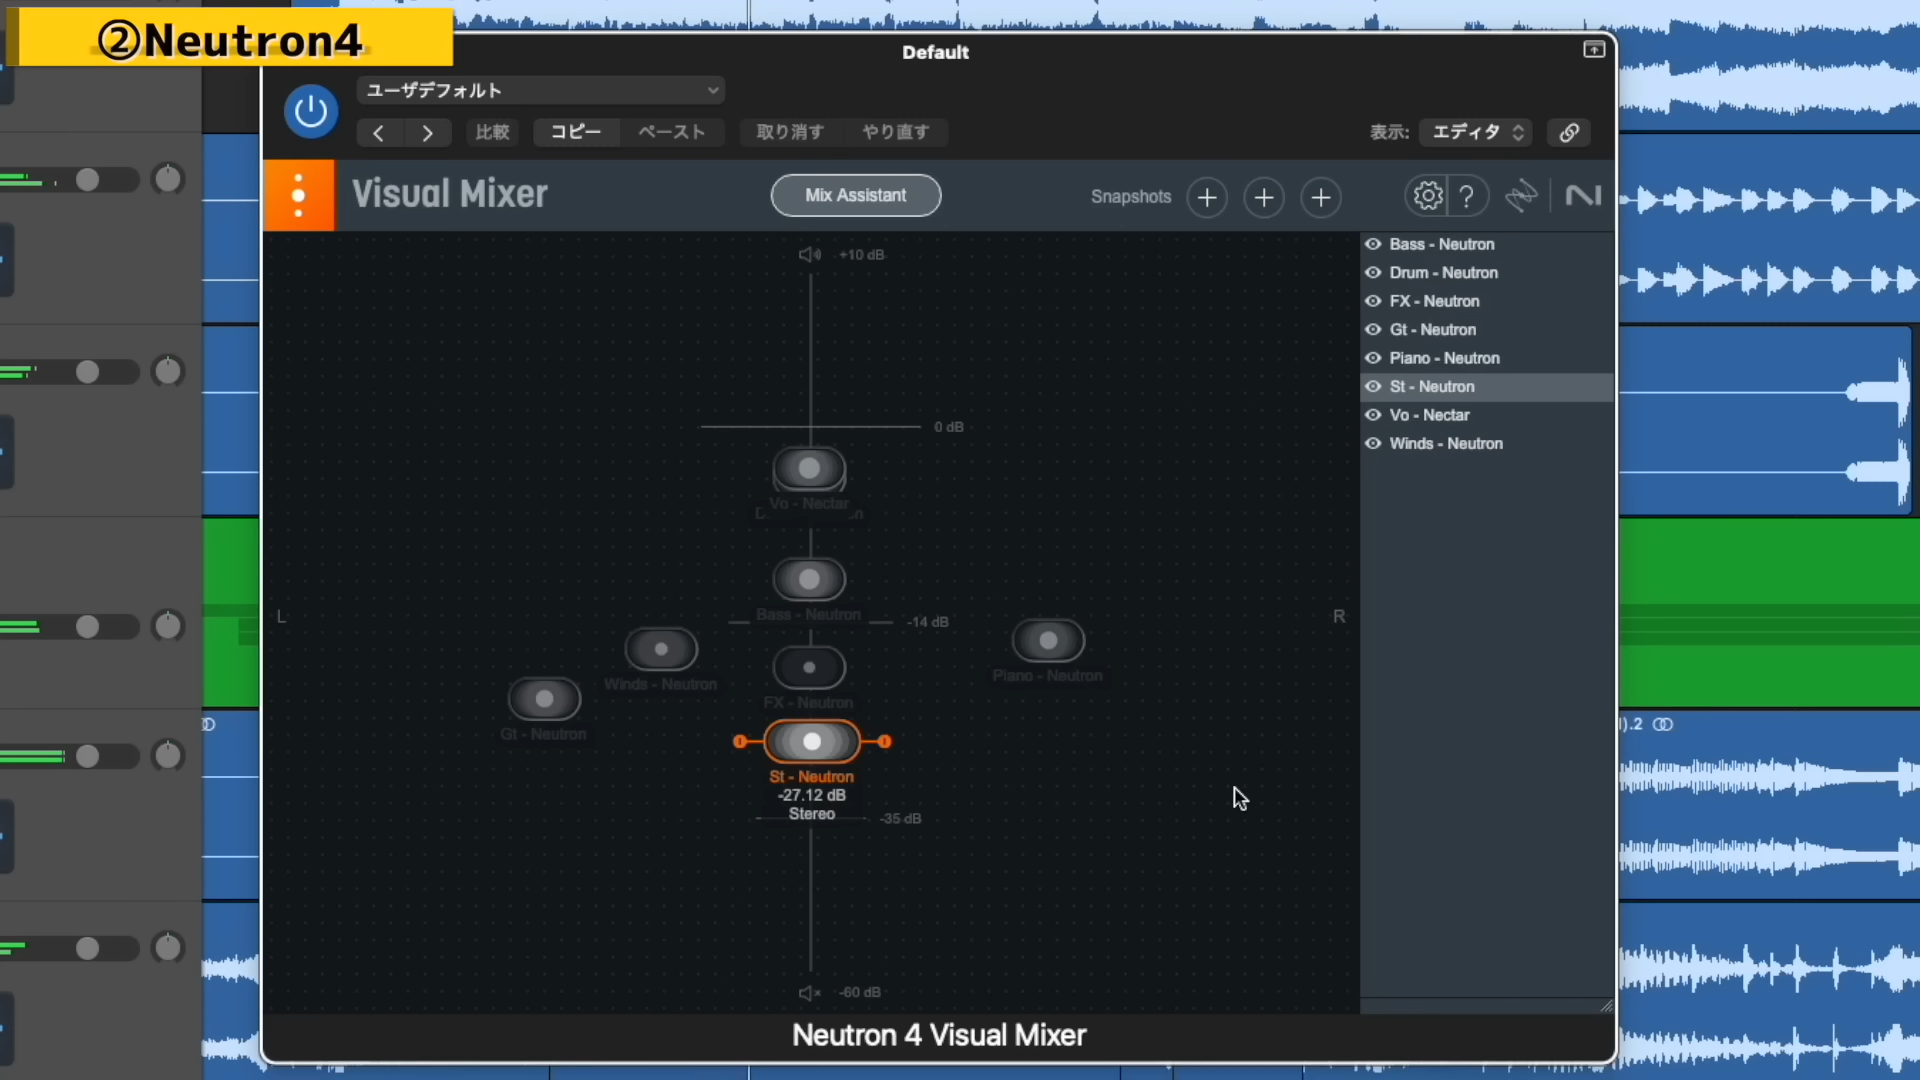 ②Neutron4
Default
ユーザデフォルト
比較
コピー
ペースト
取り消す
やり直す
表示:
エディタ
Visual Mixer
Mix Assistant
Snapshots
?
+10 dB
0 dB
Vo - Nectar
Bass - Neutron
-14 dB
L
R
Winds - Neutron
Piano - Neutron
FX - Neutron
Gt - Neutron
St - Neutron
-27.12 dB
Stereo
-35 dB
-60 dB
Bass - Neutron
Drum - Neutron
FX - Neutron
Gt - Neutron
Piano - Neutron
St - Neutron
Vo - Nectar
Winds - Neutron
).2
Neutron 4 Visual Mixer